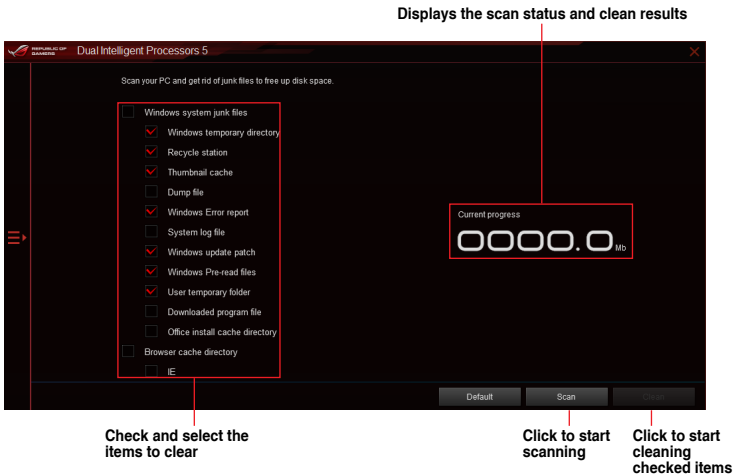 Displays the scan status and clean results
REPUBLIC OF
GAMERS
Dual Intelligent Processors 5
Scan your PC and get rid of junk files to free up disk space.
Windows system junk files
Windows temporary directory
Recycle station
Thumbnail cache
Dump file
Windows Error report
System log file
Windows update patch
Windows Pre-read files
User temporary folder
Downloaded program file
Office install cache directory
Browser cache directory
IE
Current progress
0000.0 Mb
Default
Scan
Clean
Check and select the
items to clear
Click to start
scanning
Click to start
cleaning
checked items